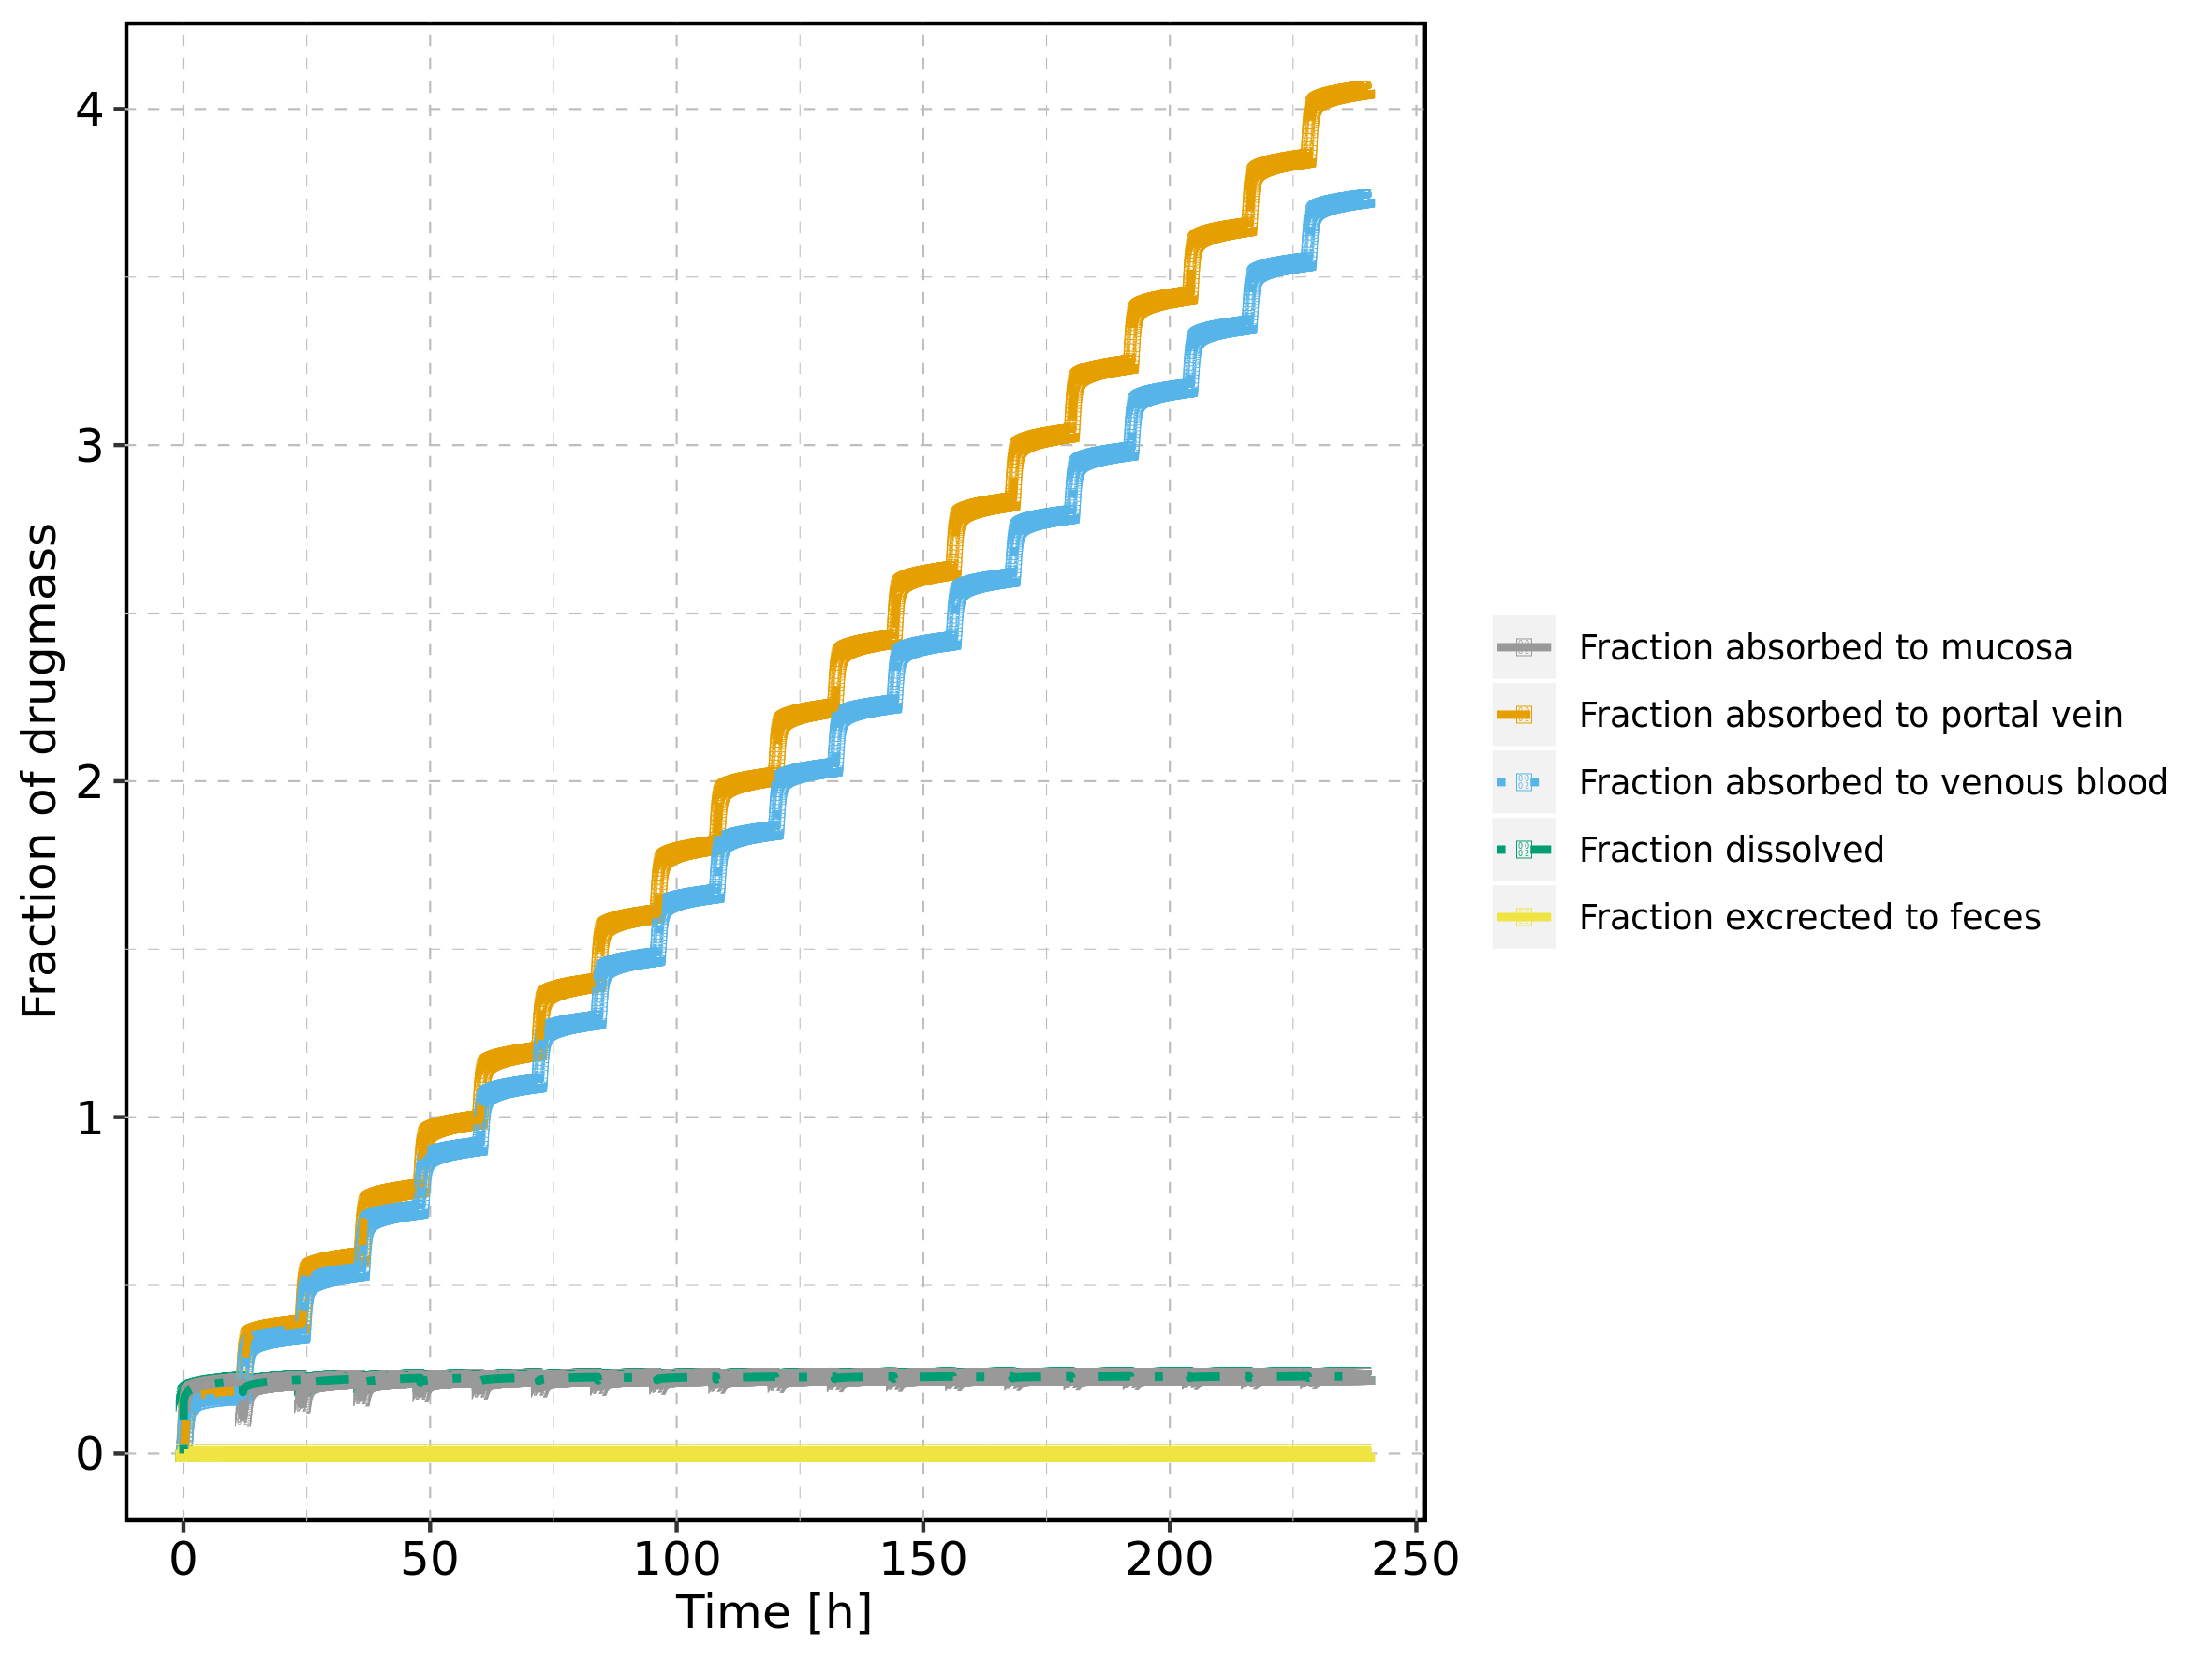 Fraction of drugmass
4
3
2
1
0
0 50 100 150 200 250
Time [h]
Fraction absorbed to mucosa
Fraction absorbed to portal vein
Fraction absorbed to venous blood
Fraction dissolved
Fraction excrected to feces